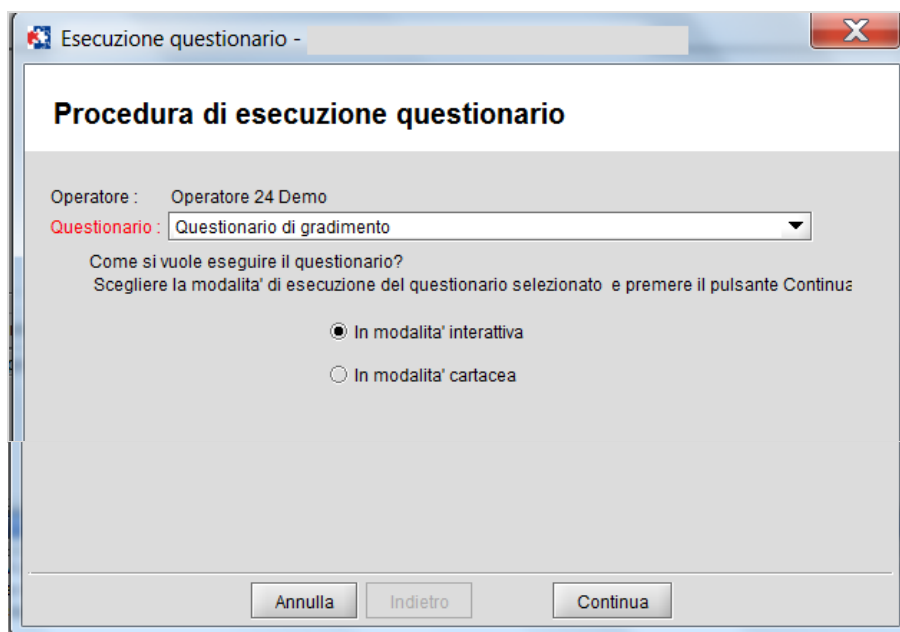 Esecuzione questionario -
X
Procedura di esecuzione questionario
Operatore : Operatore 24 Demo
Questionario : Questionario di gradimento
Come si vuole eseguire il questionario?
Scegliere la modalita' di esecuzione del questionario selezionato e premere il pulsante Continua
In modalita' interattiva
In modalita' cartacea
Annulla Indietro Continua